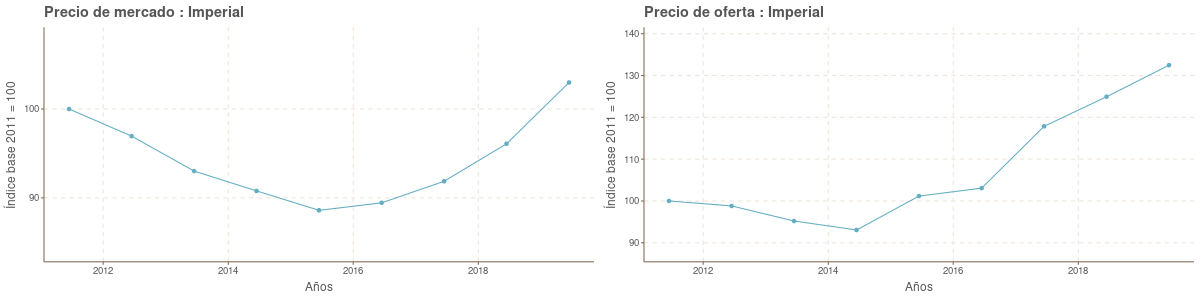 Precio de mercado : Imperial
Índice base 2011 = 100
100
90
2012
2014
2016
2018
Años
Precio de oferta : Imperial
Índice base 2011 = 100
140
130
120
110
100
90
2012
2014
2016
2018
Años